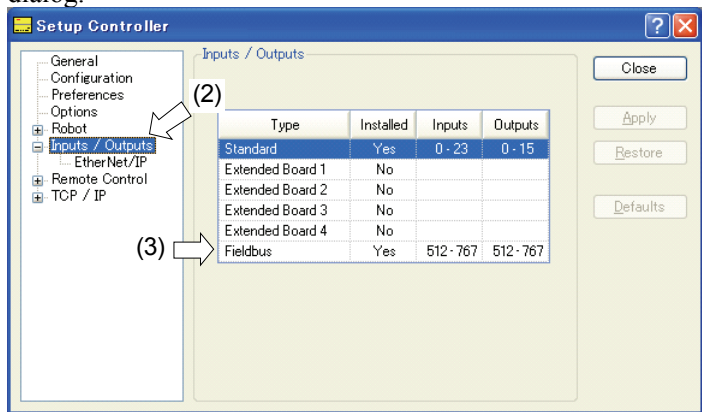 dialog.
Setup Controller
General
Configuration
Preferences
Options
Robot
Inputs / Outputs
EtherNet/IP
Remote Control
TCP / IP
(2)
(3)
Inputs / Outputs
Type Installed Inputs Outputs
Standard Yes 0 - 23 0 - 15
Extended Board 1 No
Extended Board 2 No
Extended Board 3 No
Extended Board 4 No
Fieldbus Yes 512 - 767 512 - 767
Close
Apply
Restore
Defaults